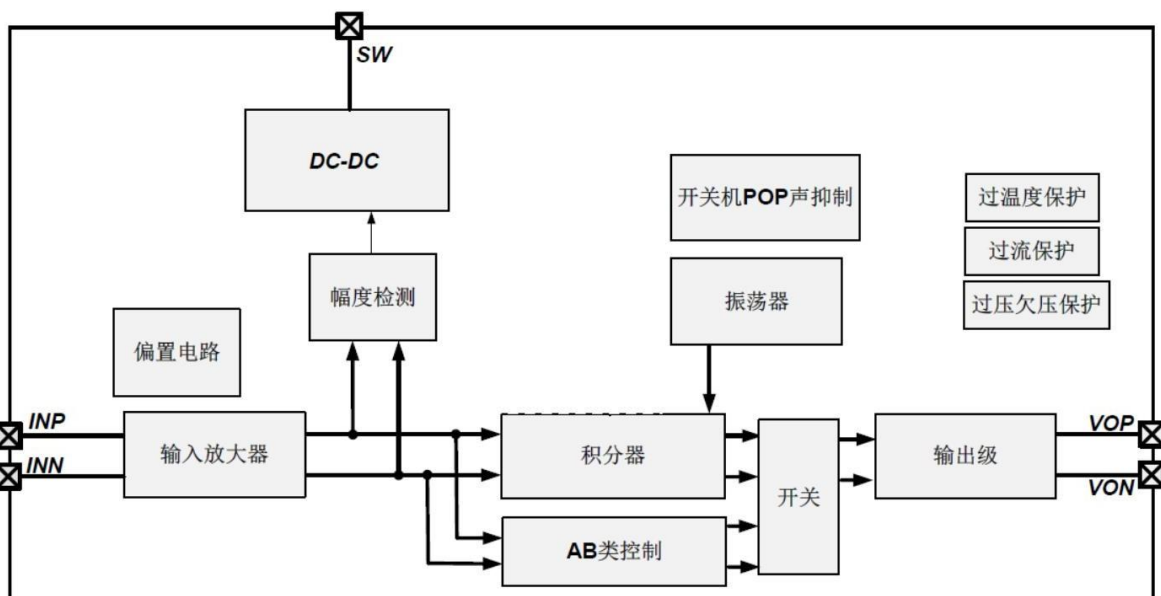 SW
DC-DC
开关机POP声抑制
过温度保护
过流保护
幅度检测
振荡器
过压欠压保护
偏置电路
INP
VOP
输入放大器
积分器
输出级
INN
VON
开关
AB类控制